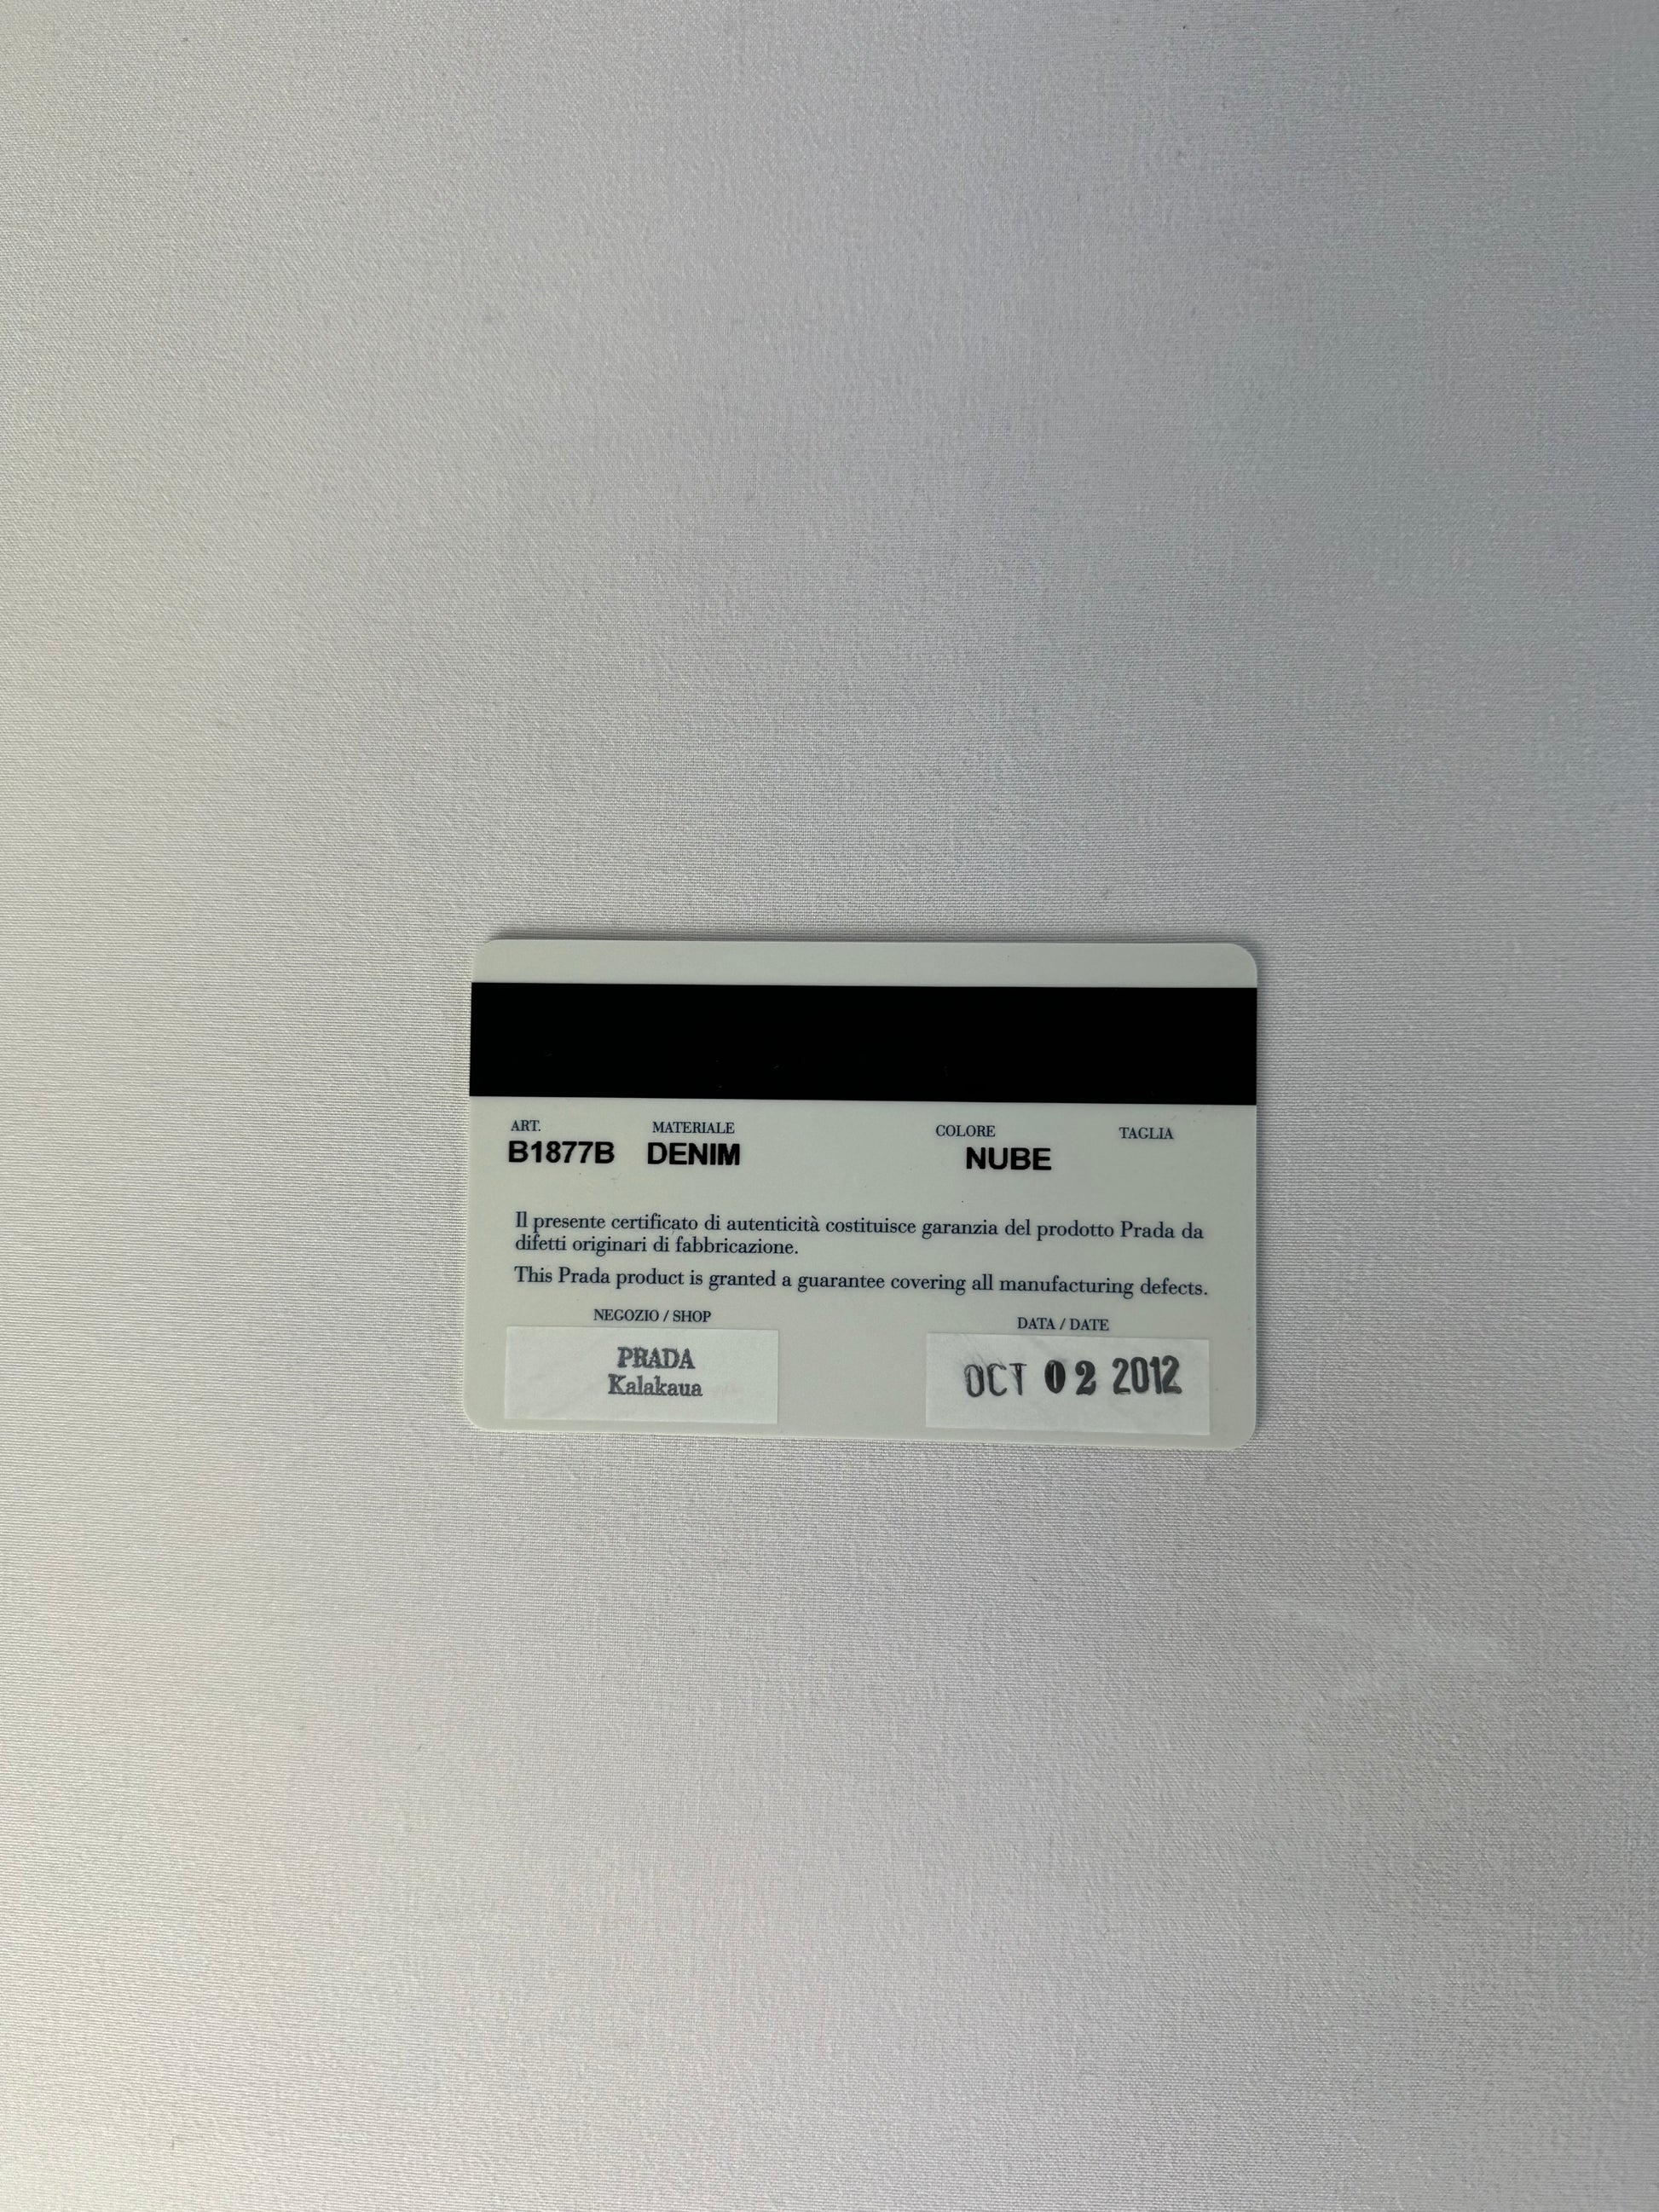 ART. MATERIALE COLORE TAGLIA
B1877B DENIM NUBE
Il presente certificato di autenticità costituisce garanzia del prodotto Prada da
difetti originari di fabbricazione.
This Prada product is granted a guarantee covering all manufacturing defects.
NEGOZIO / SHOP DATA / DATE
PRADA
Kalakaua
OCT 02 2012